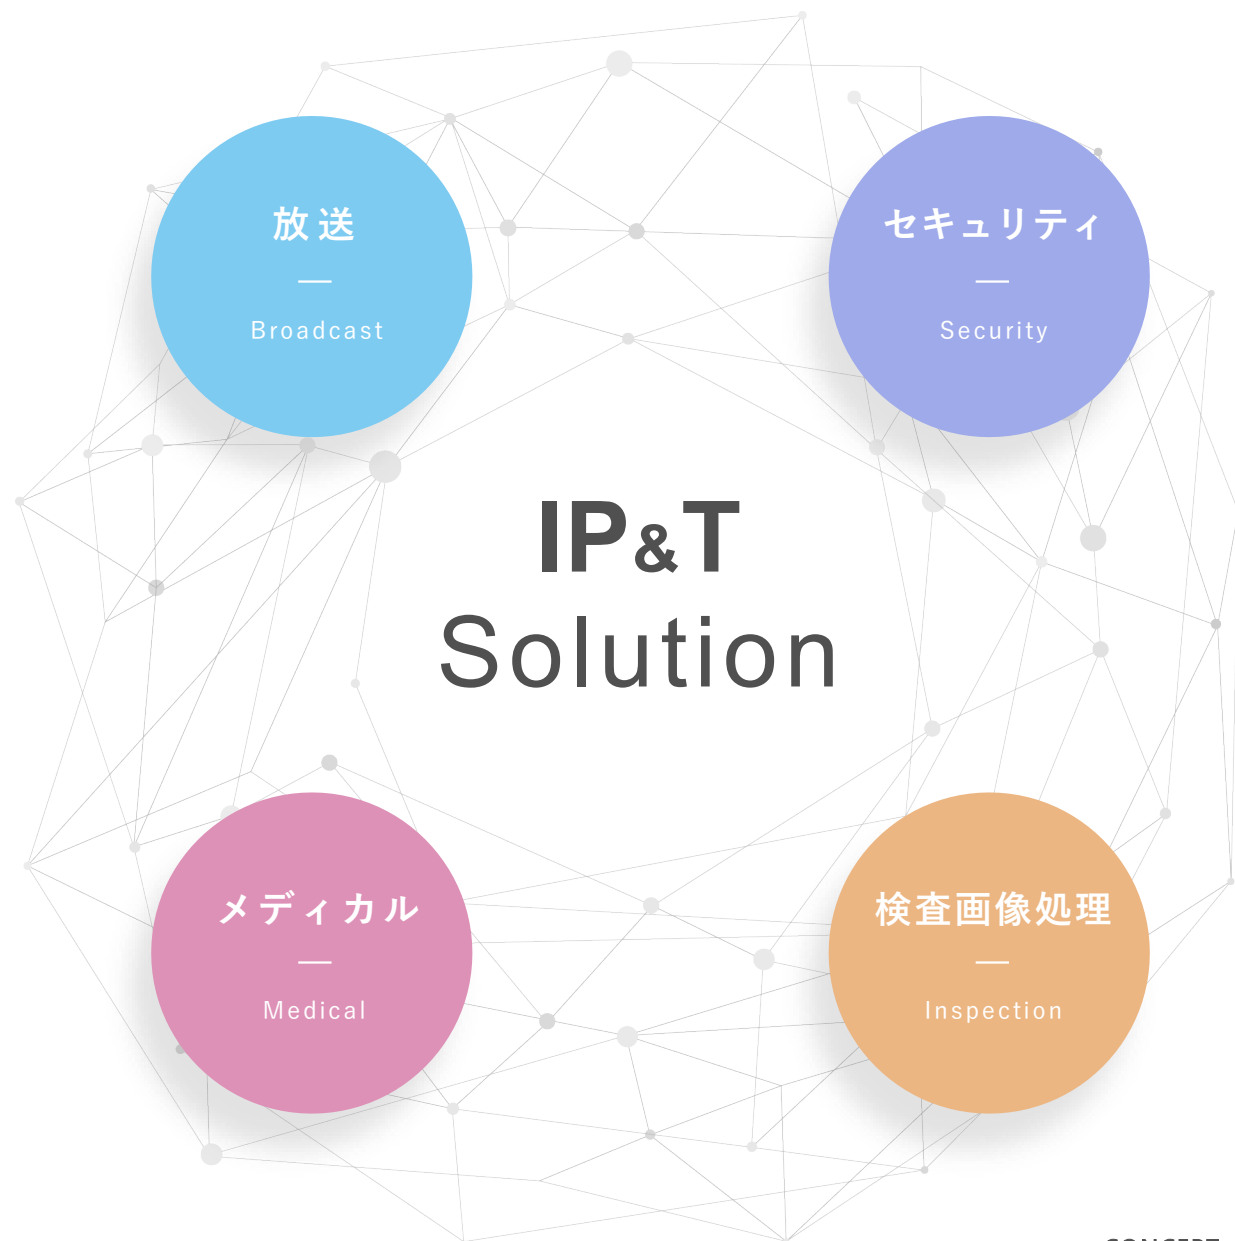 放送
Broadcast
セキュリティ
Security
IP&T
Solution
メディカル
Medical
検査画像処理
Inspection
CONCEPT